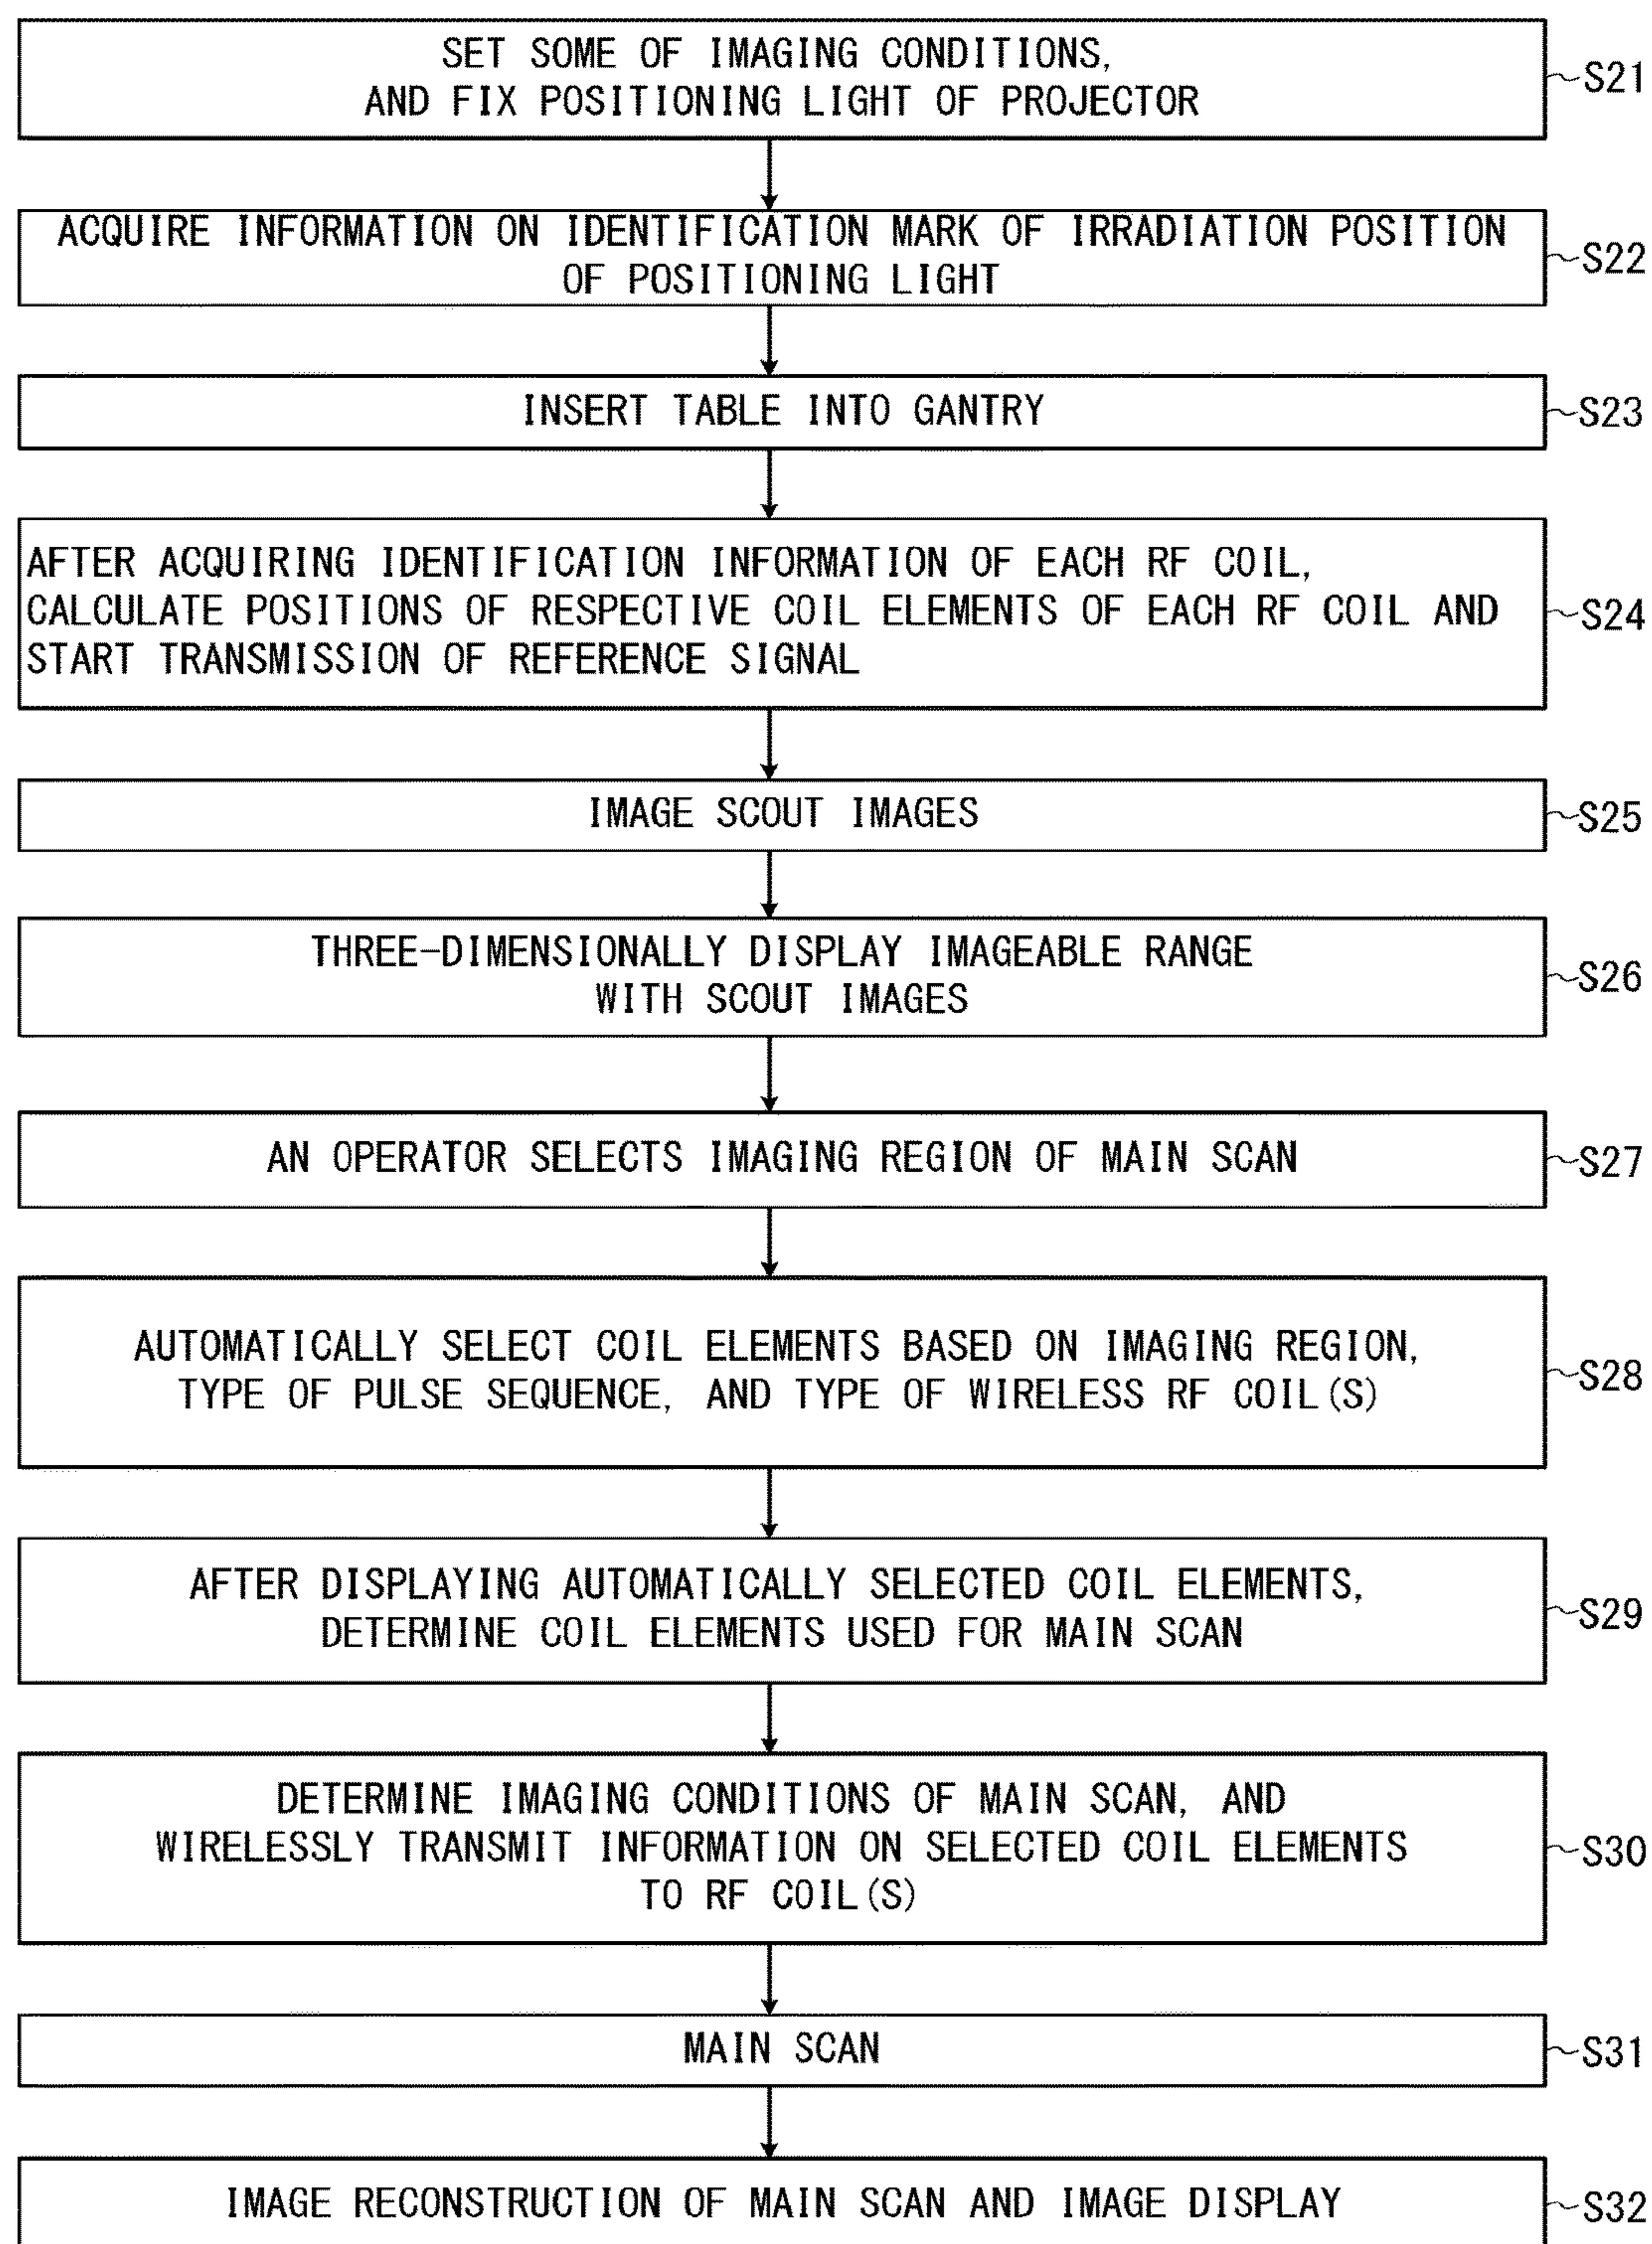 SET SOME OF IMAGING CONDITIONS,
AND FIX POSITIONING LIGHT OF PROJECTOR
S21
ACQUIRE INFORMATION ON IDENTIFICATION MARK OF IRRADIATION POSITION
OF POSITIONING LIGHT
S22
INSERT TABLE INTO GANTRY
S23
AFTER ACQUIRING IDENTIFICATION INFORMATION OF EACH RF COIL,
CALCULATE POSITIONS OF RESPECTIVE COIL ELEMENTS OF EACH RF COIL AND
START TRANSMISSION OF REFERENCE SIGNAL
S24
IMAGE SCOUT IMAGES
S25
THREE-DIMENSIONALLY DISPLAY IMAGEABLE RANGE
WITH SCOUT IMAGES
S26
AN OPERATOR SELECTS IMAGING REGION OF MAIN SCAN
S27
AUTOMATICALLY SELECT COIL ELEMENTS BASED ON IMAGING REGION,
TYPE OF PULSE SEQUENCE, AND TYPE OF WIRELESS RF COIL(S)
S28
AFTER DISPLAYING AUTOMATICALLY SELECTED COIL ELEMENTS,
DETERMINE COIL ELEMENTS USED FOR MAIN SCAN
S29
DETERMINE IMAGING CONDITIONS OF MAIN SCAN, AND
WIRELESSLY TRANSMIT INFORMATION ON SELECTED COIL ELEMENTS
TO RF COIL(S)
S30
MAIN SCAN
S31
IMAGE RECONSTRUCTION OF MAIN SCAN AND IMAGE DISPLAY
S32